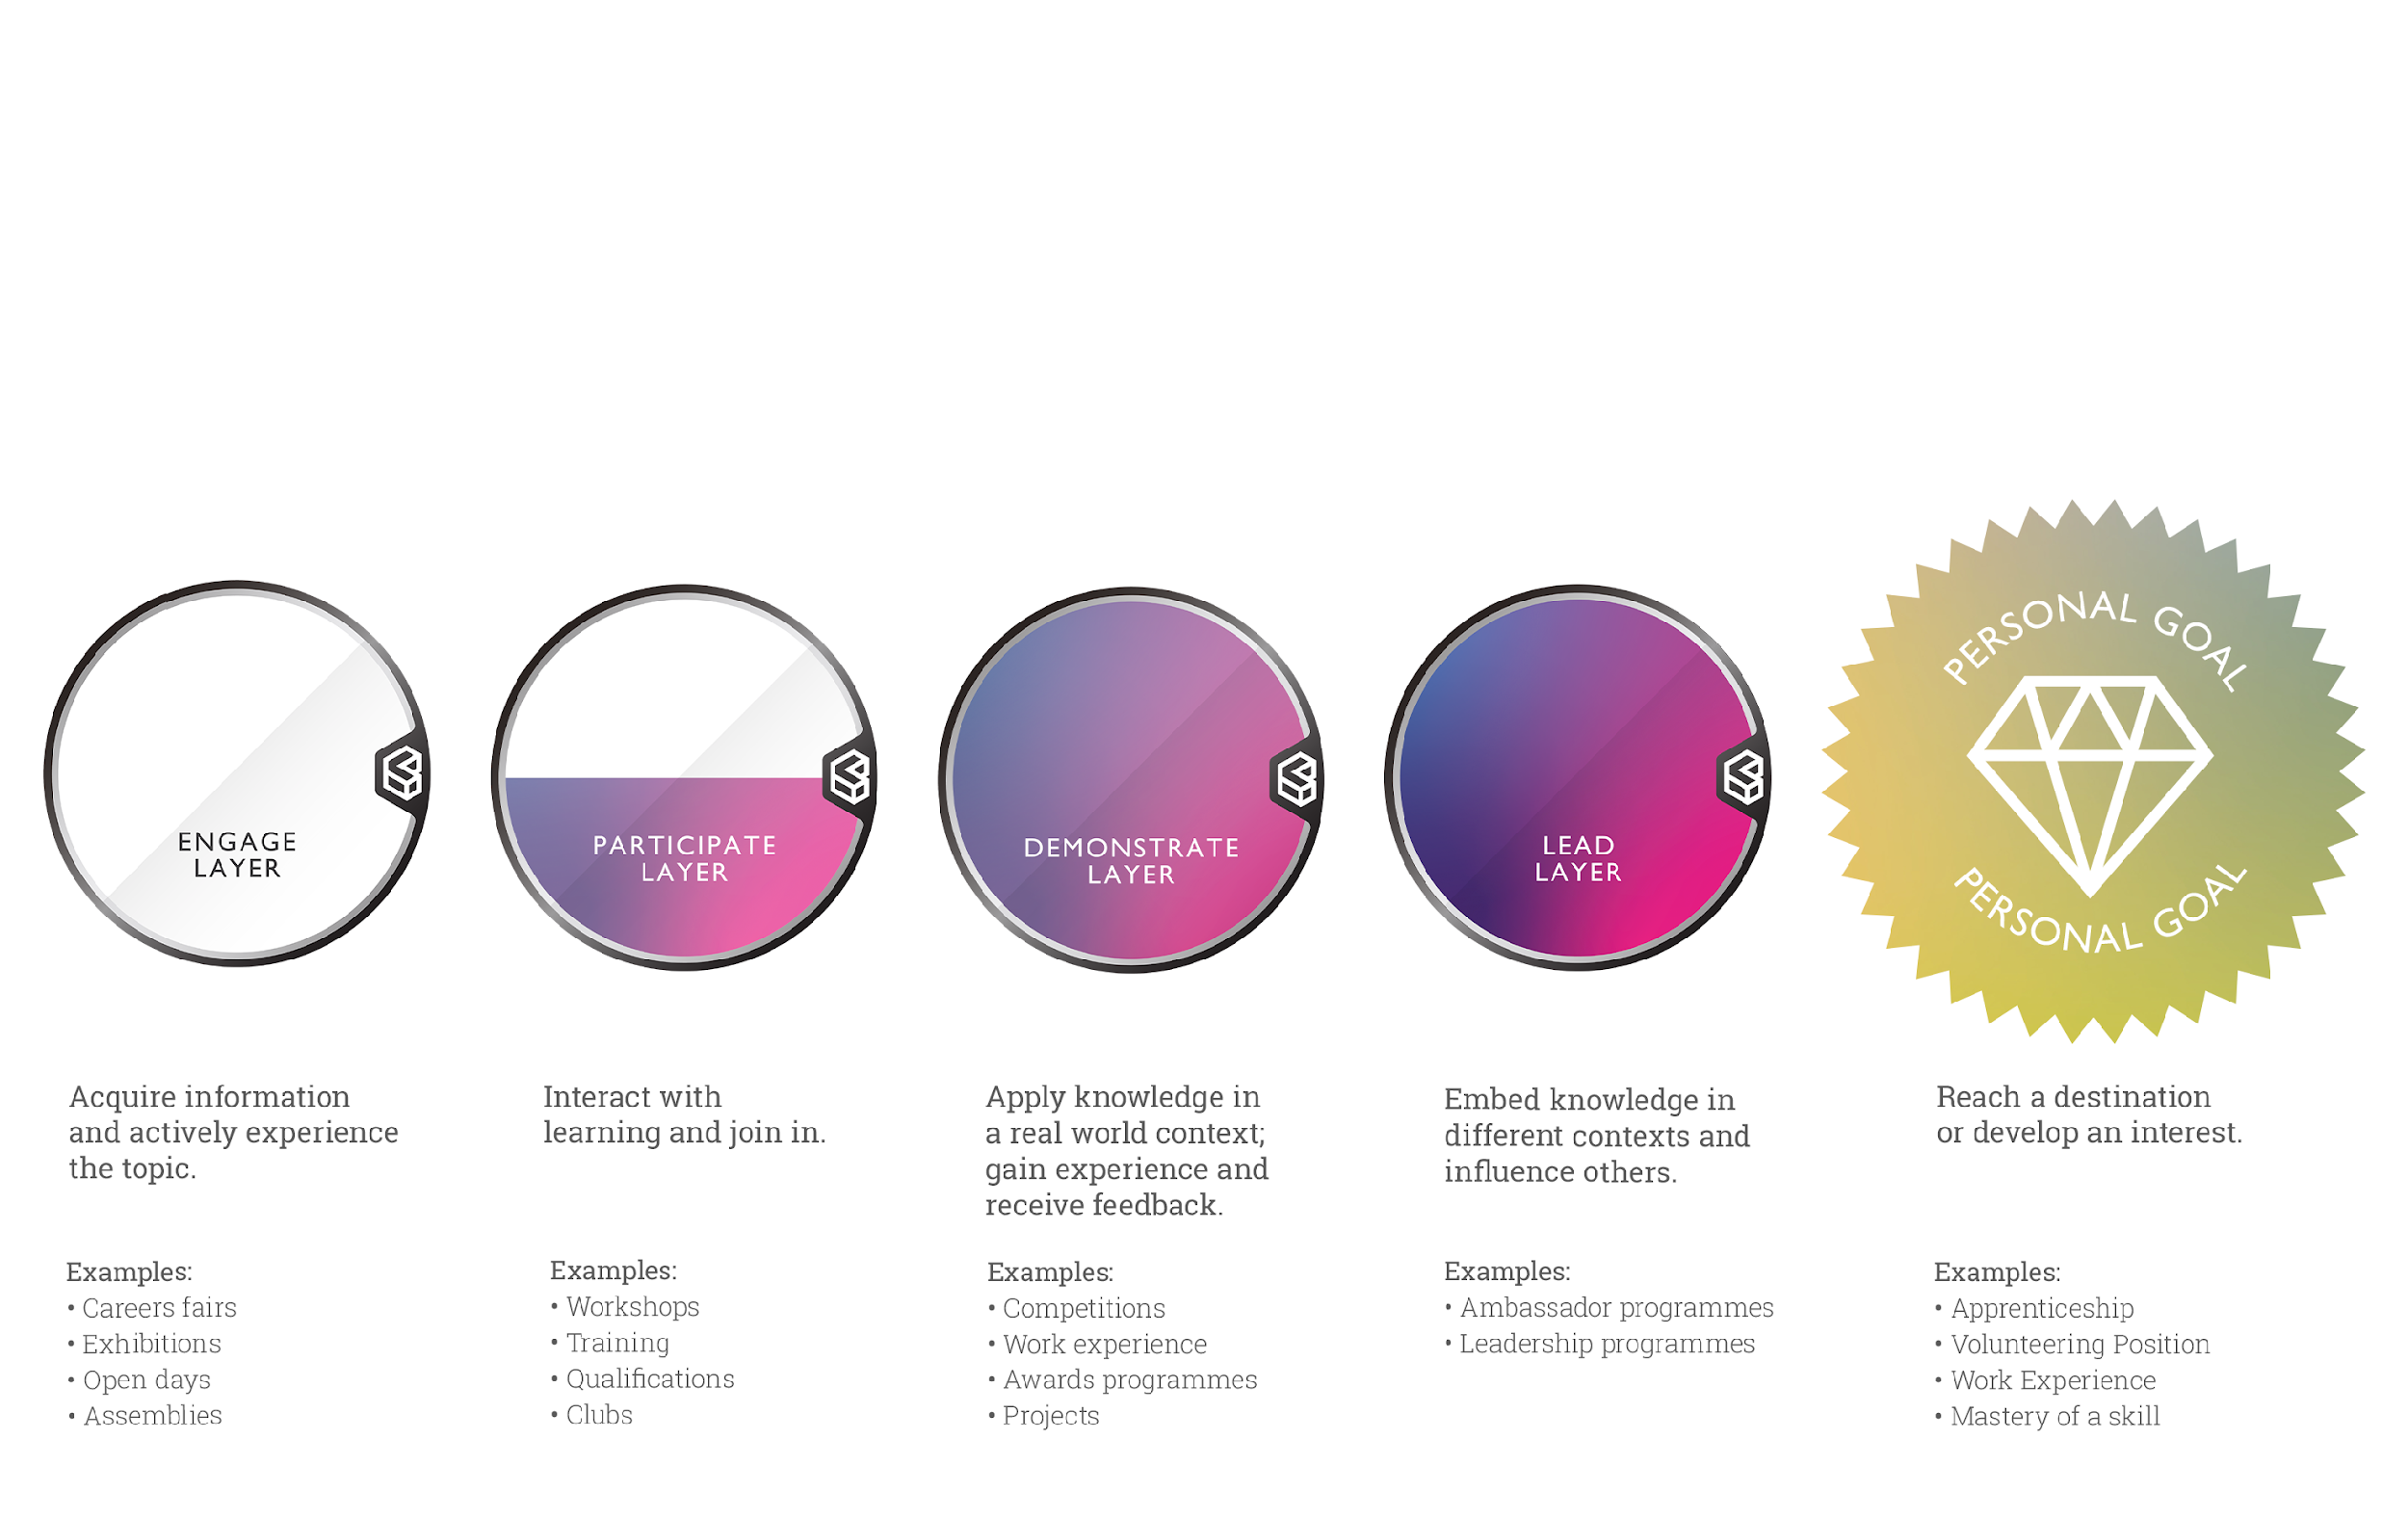 ENGAGE
LAYER
Acquire information
and actively experience
the topic.
Examples:
• Careers fairs
• Exhibitions
• Open days
• Assemblies
PARTICIPATE
LAYER
Interact with
learning and join in.
Examples:
• Workshops
• Training
• Qualifications
• Clubs
DEMONSTRATE
LAYER
Apply knowledge in
a real world context;
gain experience and
receive feedback.
Examples:
• Competitions
• Work experience
• Awards programmes
• Projects
LEAD
LAYER
Embed knowledge in
different contexts and
influence others.
Examples:
• Ambassador programmes
• Leadership programmes
PERSONAL GOAL
PERSONAL GOAL
Reach a destination
or develop an interest.
Examples:
• Apprenticeship
• Volunteering Position
• Work Experience
• Mastery of a skill